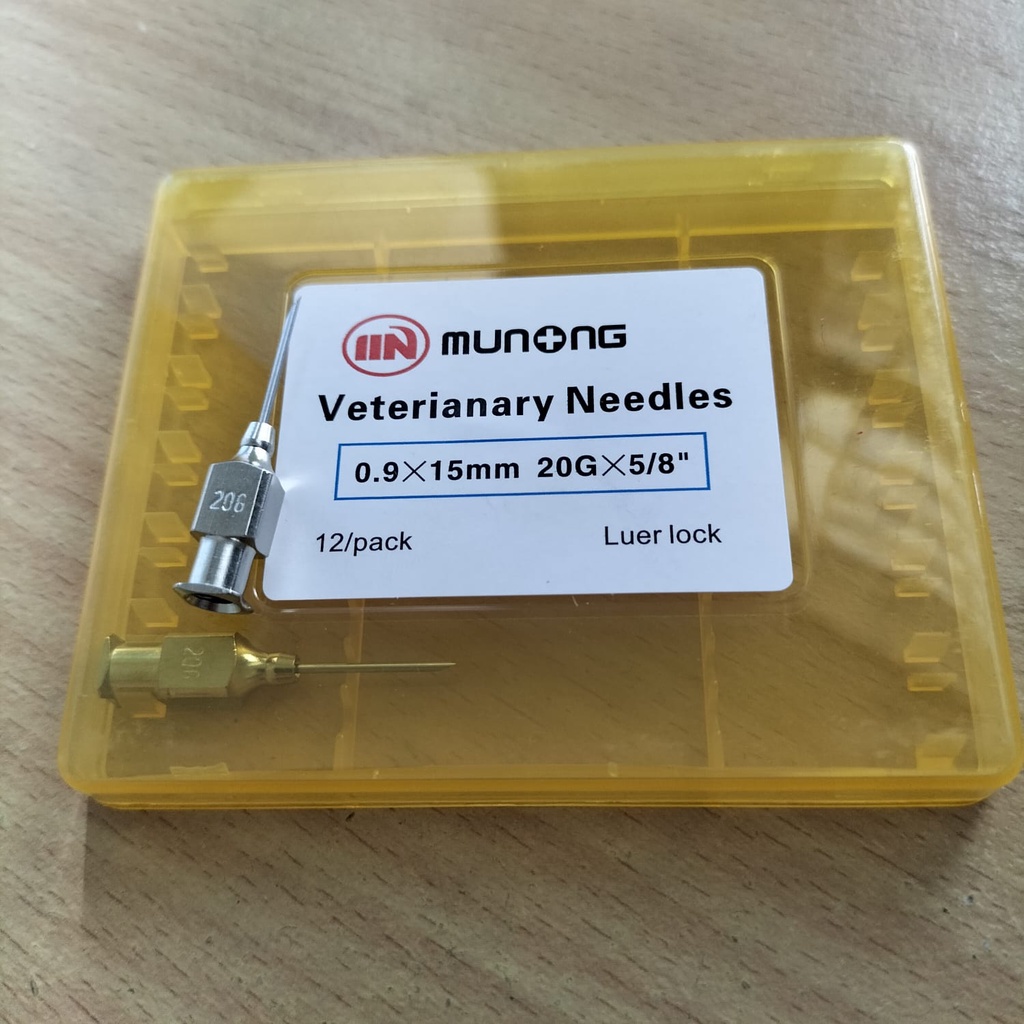 MUNONG
Veterianary Needles
0.9×15mm 20G×5/8"
12/pack
Luer lock
20G
20G